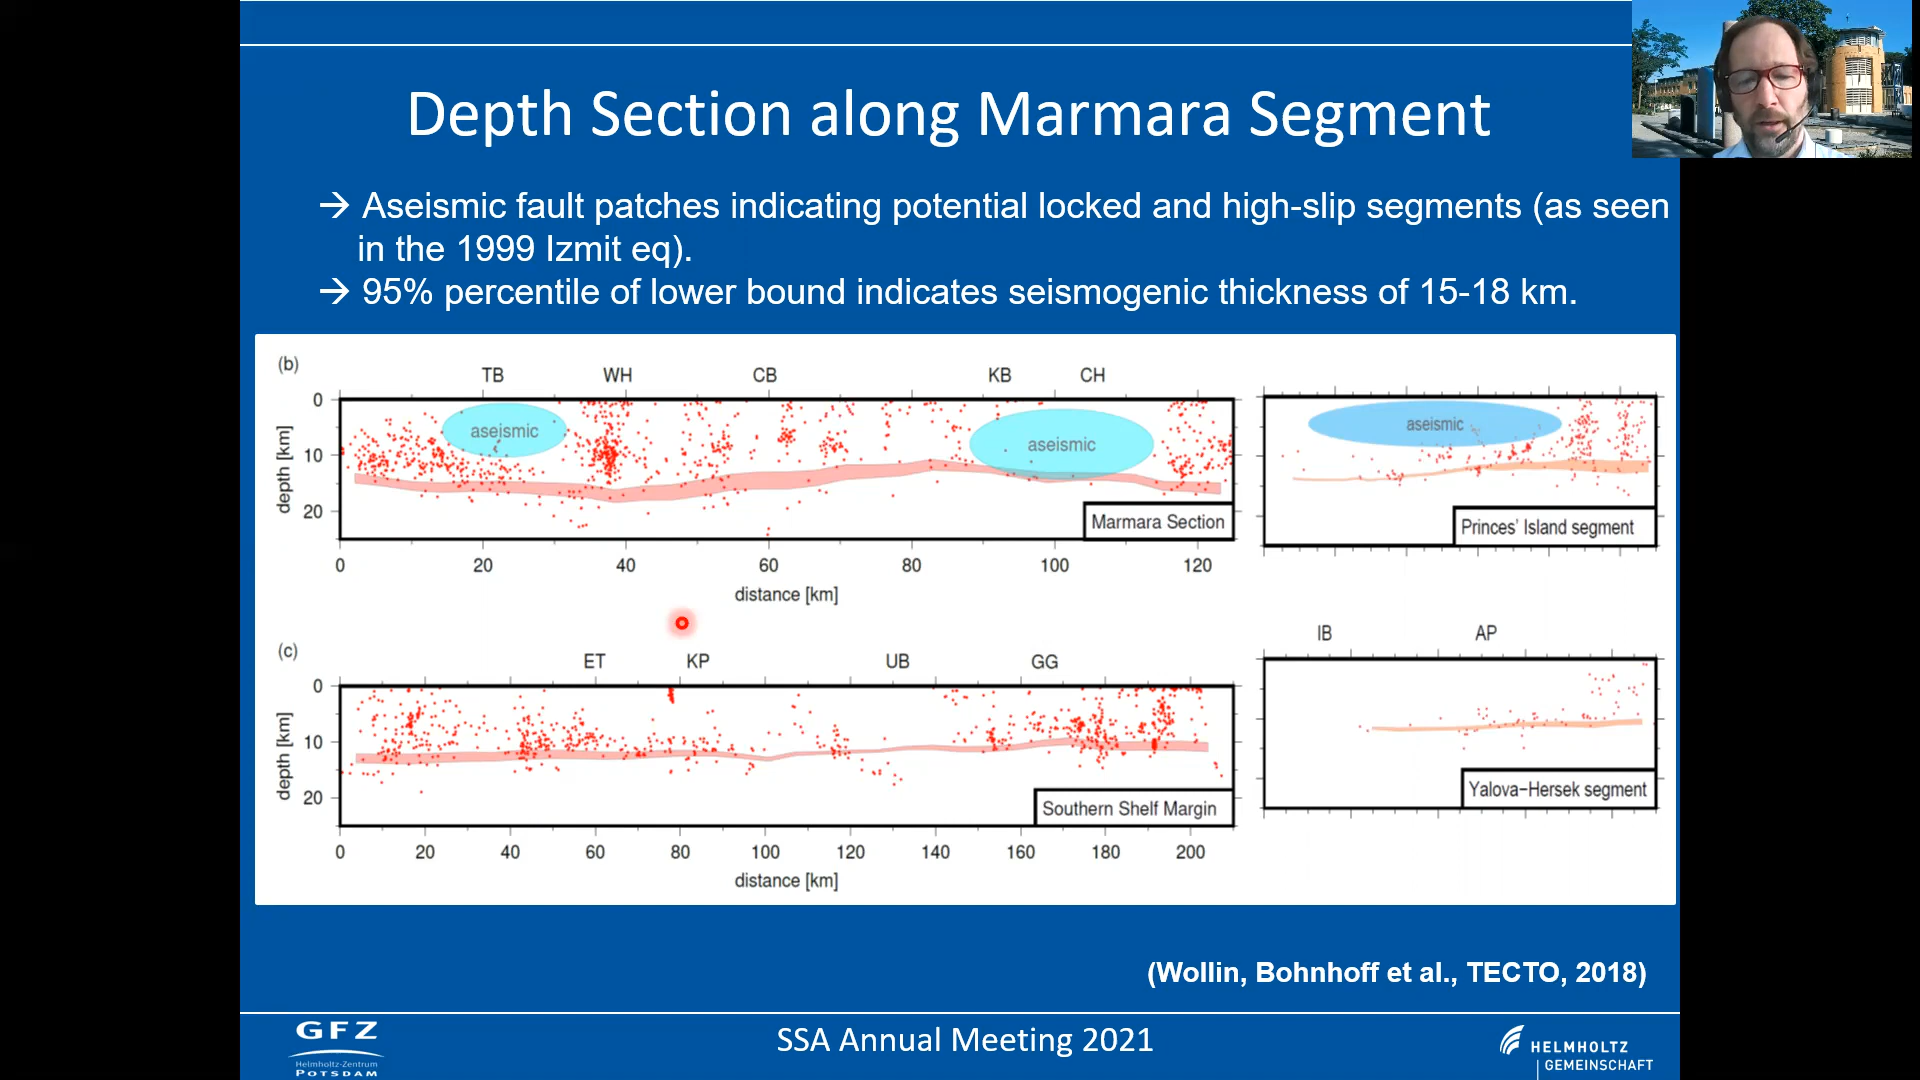 Depth Section along Marmara Segment
→ Aseismic fault patches indicating potential locked and high-slip segments (as seen
in the 1999 Izmit eq).
→ 95% percentile of lower bound indicates seismogenic thickness of 15-18 km.
(b)
TB WH CB KB CH
0
10
20
depth [km]
aseismic
aseismic
Marmara Section
0 20 40 60 80 100 120
distance [km]
aseismic
Princes' Island segment
(c)
ET KP UB GG
0
10
20
depth [km]
Southern Shelf Margin
0 20 40 60 80 100 120 140 160 180 200
distance [km]
IB AP
Yalova−Hersek segment
(Wollin, Bohnhoff et al., TECTO, 2018)
GFZ
Helmholtz-Zentrum
POTSDAM
SSA Annual Meeting 2021
HELMHOLTZ
GEMEINSCHAFT